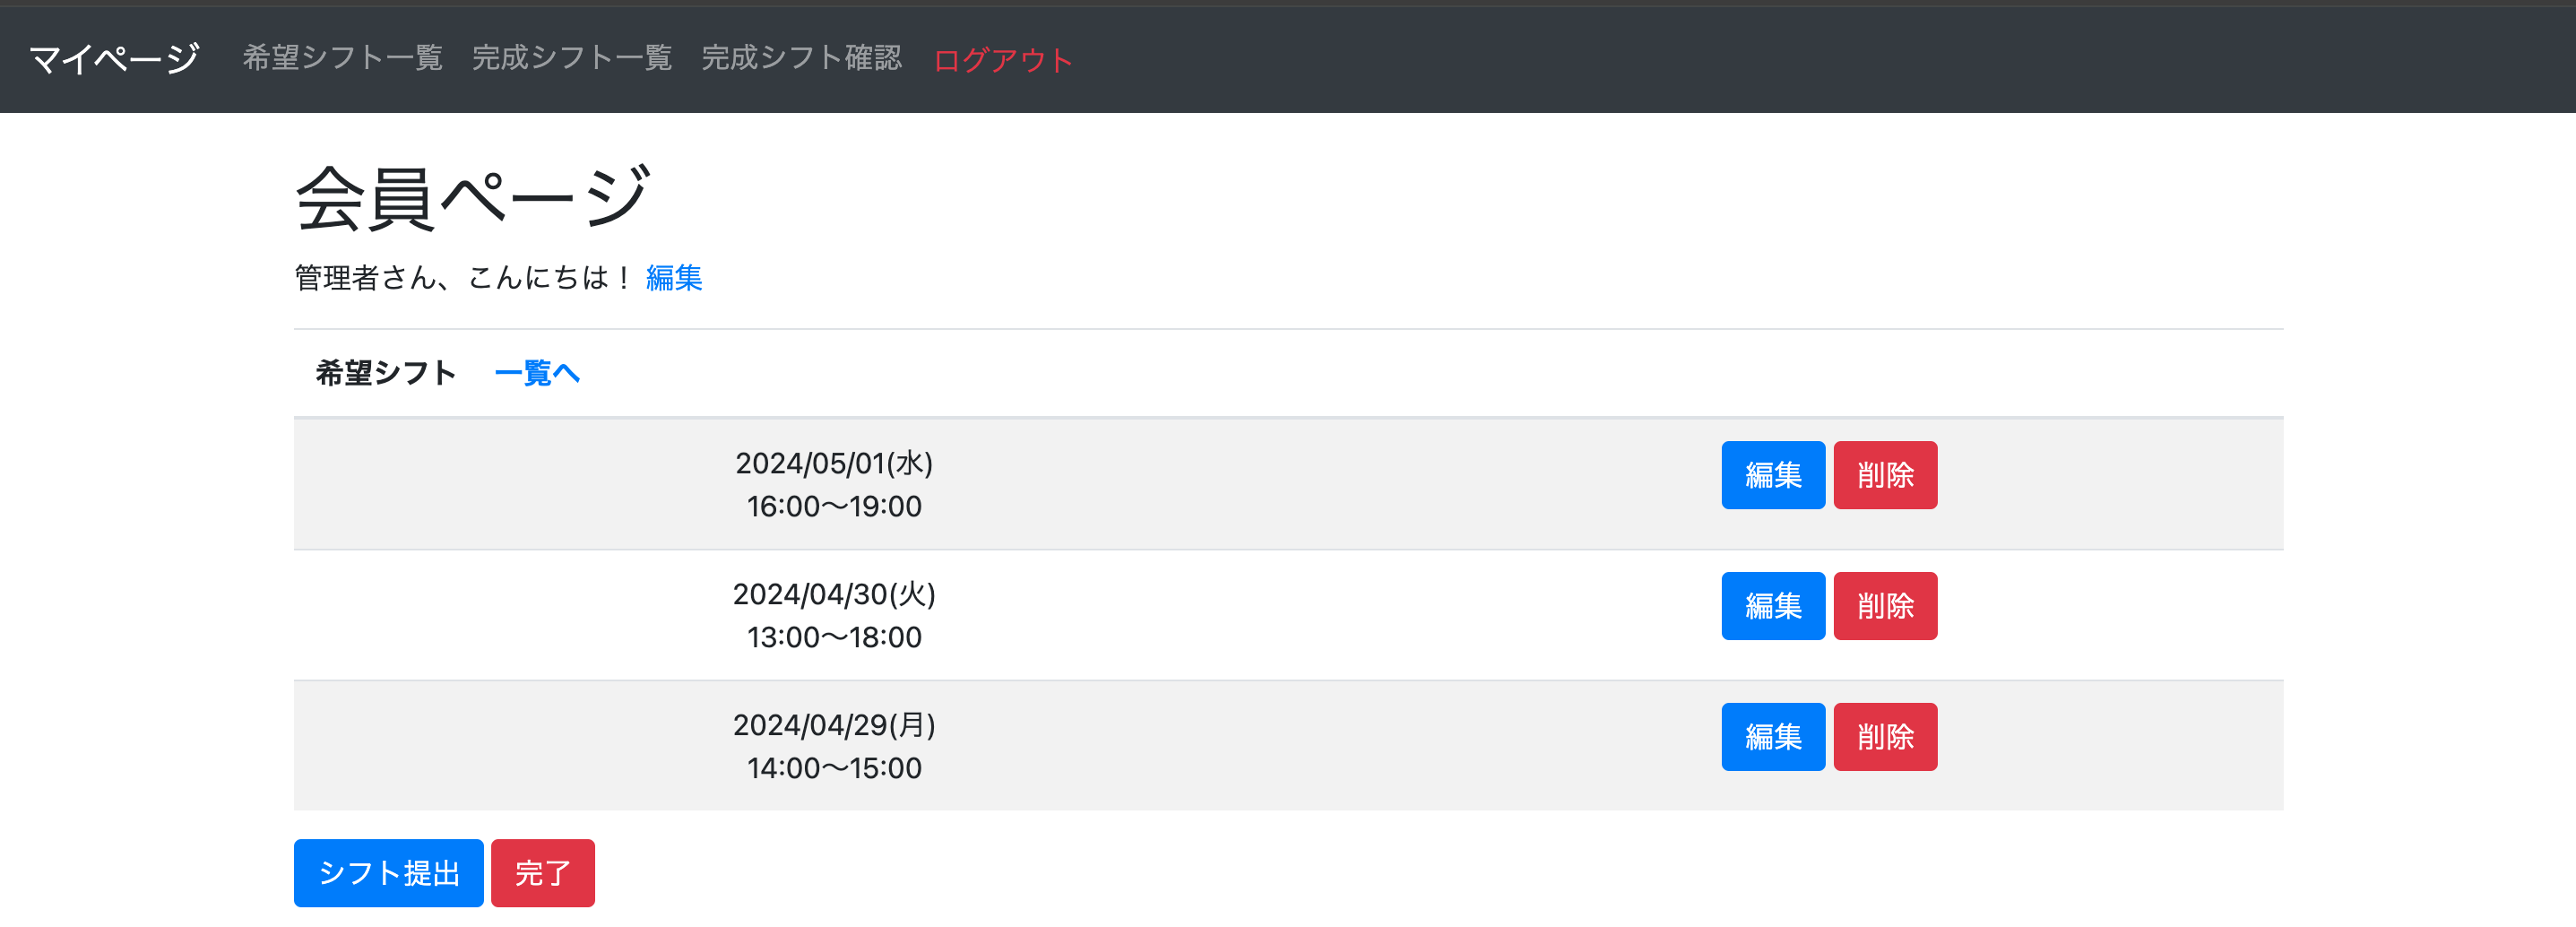 マイページ 希望シフト一覧 完成シフト一覧 完成シフト確認 ログアウト
会員ページ
管理者さん、こんにちは！ 編集
希望シフト 一覧へ
2024/05/01(水)
16:00〜19:00
編集 削除
2024/04/30(火)
13:00〜18:00
編集 削除
2024/04/29(月)
14:00〜15:00
編集 削除
シフト提出 完了